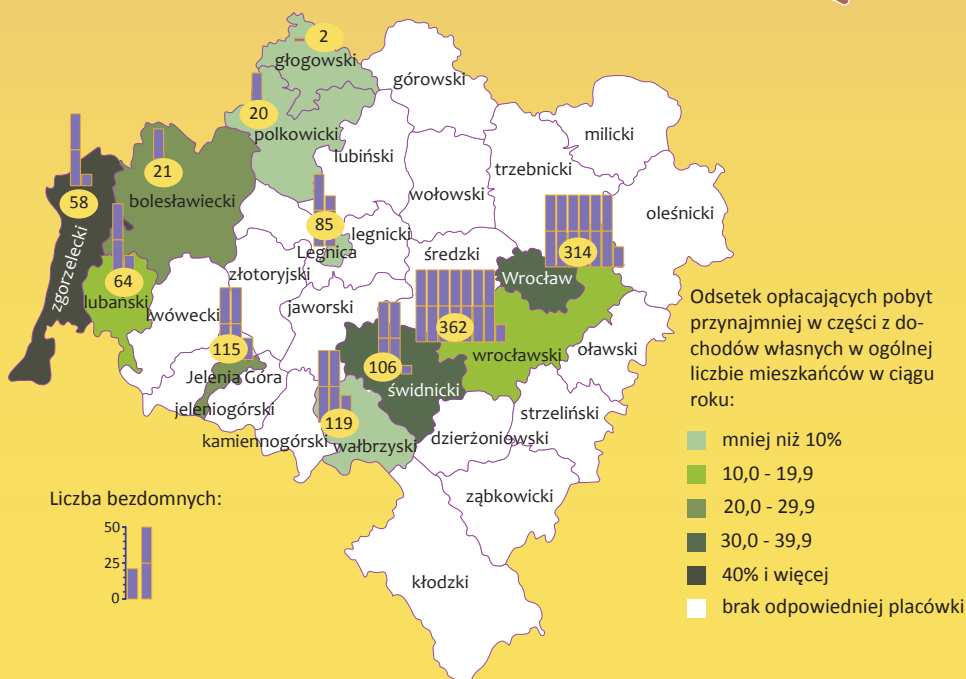 2
głogowski
górowski
20
polkowicki
milicki
lubiński
trzebnicki
21
bolesławiecki
wołowski
58
zgorzelecki
oleśnicki
85
legnicki
Legnica
średzki
314
Wrocław
64
lubański
złotoryjski
lwówecki
jaworski
362
wrocławski
oławski
115
Jelenia Góra
106
świdnicki
jeleniogórski
119
kamiennogórski
wałbrzyski
dzierżoniowski
strzeliński
ząbkowicki
kłodzki
Liczba bezdomnych:
50
25
0
Odsetek opłacających pobyt
przynajmniej w części z do-
chodów własnych w ogólnej
liczbie mieszkańców w ciągu
roku:
mniej niż 10%
10,0 - 19,9
20,0 - 29,9
30,0 - 39,9
40% i więcej
brak odpowiedniej placówki